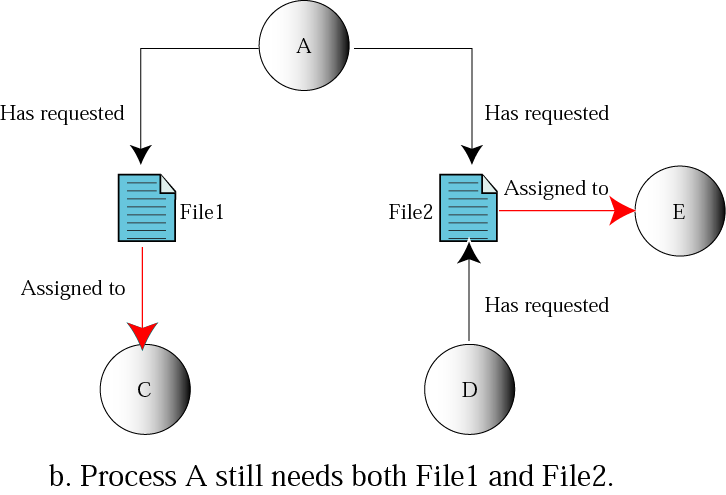 A
Has requested
Has requested
Assigned to
File1
File2
E
Assigned to
Has requested
C
D
b. Process A still needs both File1 and File2.